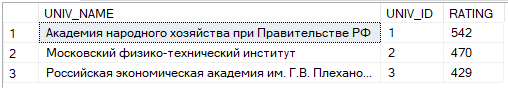 UNIV_NAME UNIV_ID RATING
1 Академия народного хозяйства при Правительстве РФ 1 542
2 Московский физико-технический институт 2 470
3 Российская экономическая академия им. Г.В. Плехано... 3 429